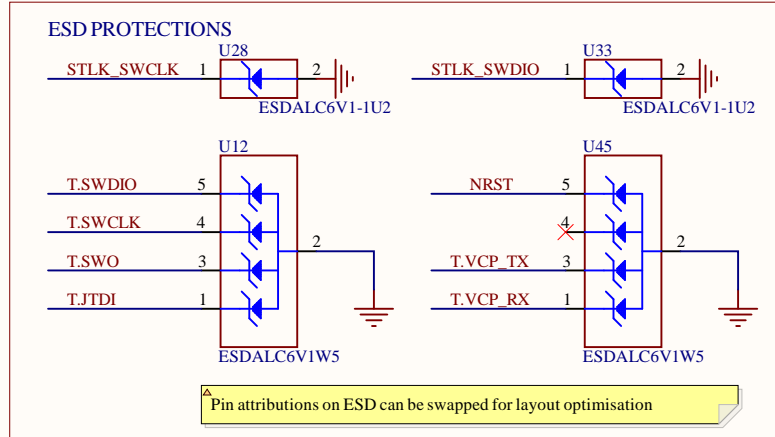 ESD PROTECTIONS
U28
STLK_SWCLK 1 2
ESDALC6V1-1U2
U33
STLK_SWDIO 1 2
ESDALC6V1-1U2
U12
T.SWDIO 5
T.SWCLK 4
2
T.SWO 3
T.JTDI 1
ESDALC6V1W5
U45
NRST 5
4
2
T.VCP_TX 3
T.VCP_RX 1
ESDALC6V1W5
Pin attributions on ESD can be swapped for layout optimisation